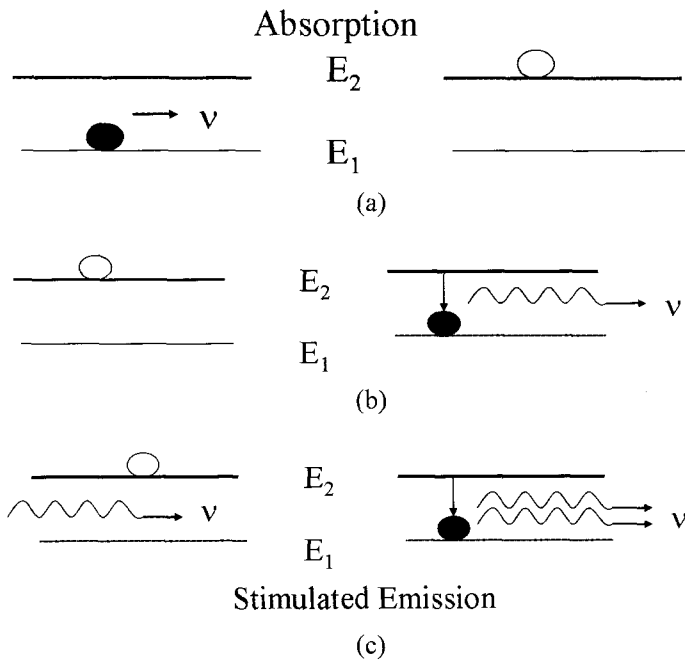 Absorption
E2
ν
E1
(a)
E2
ν
E1
(b)
E2
ν
ν
E1
Stimulated Emission
(c)